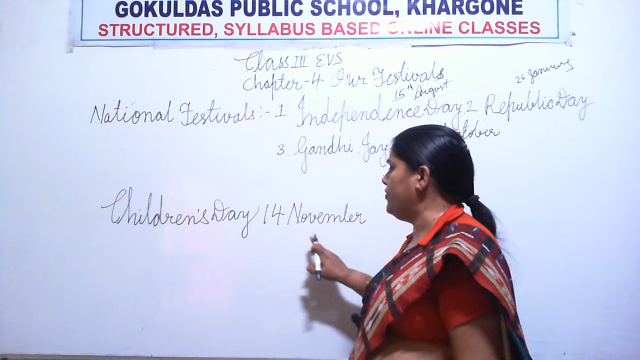 GOKULDAS PUBLIC SCHOOL, KHARGONE
STRUCTURED, SYLLABUS BASED ONLINE CLASSES
Class III EVS
Chapter-4 Our Festivals
15th August 26 January
National Festivals:- 1 Independence Day 2 Republic Day
3 Gandhi Jay
Children's Day 14 November